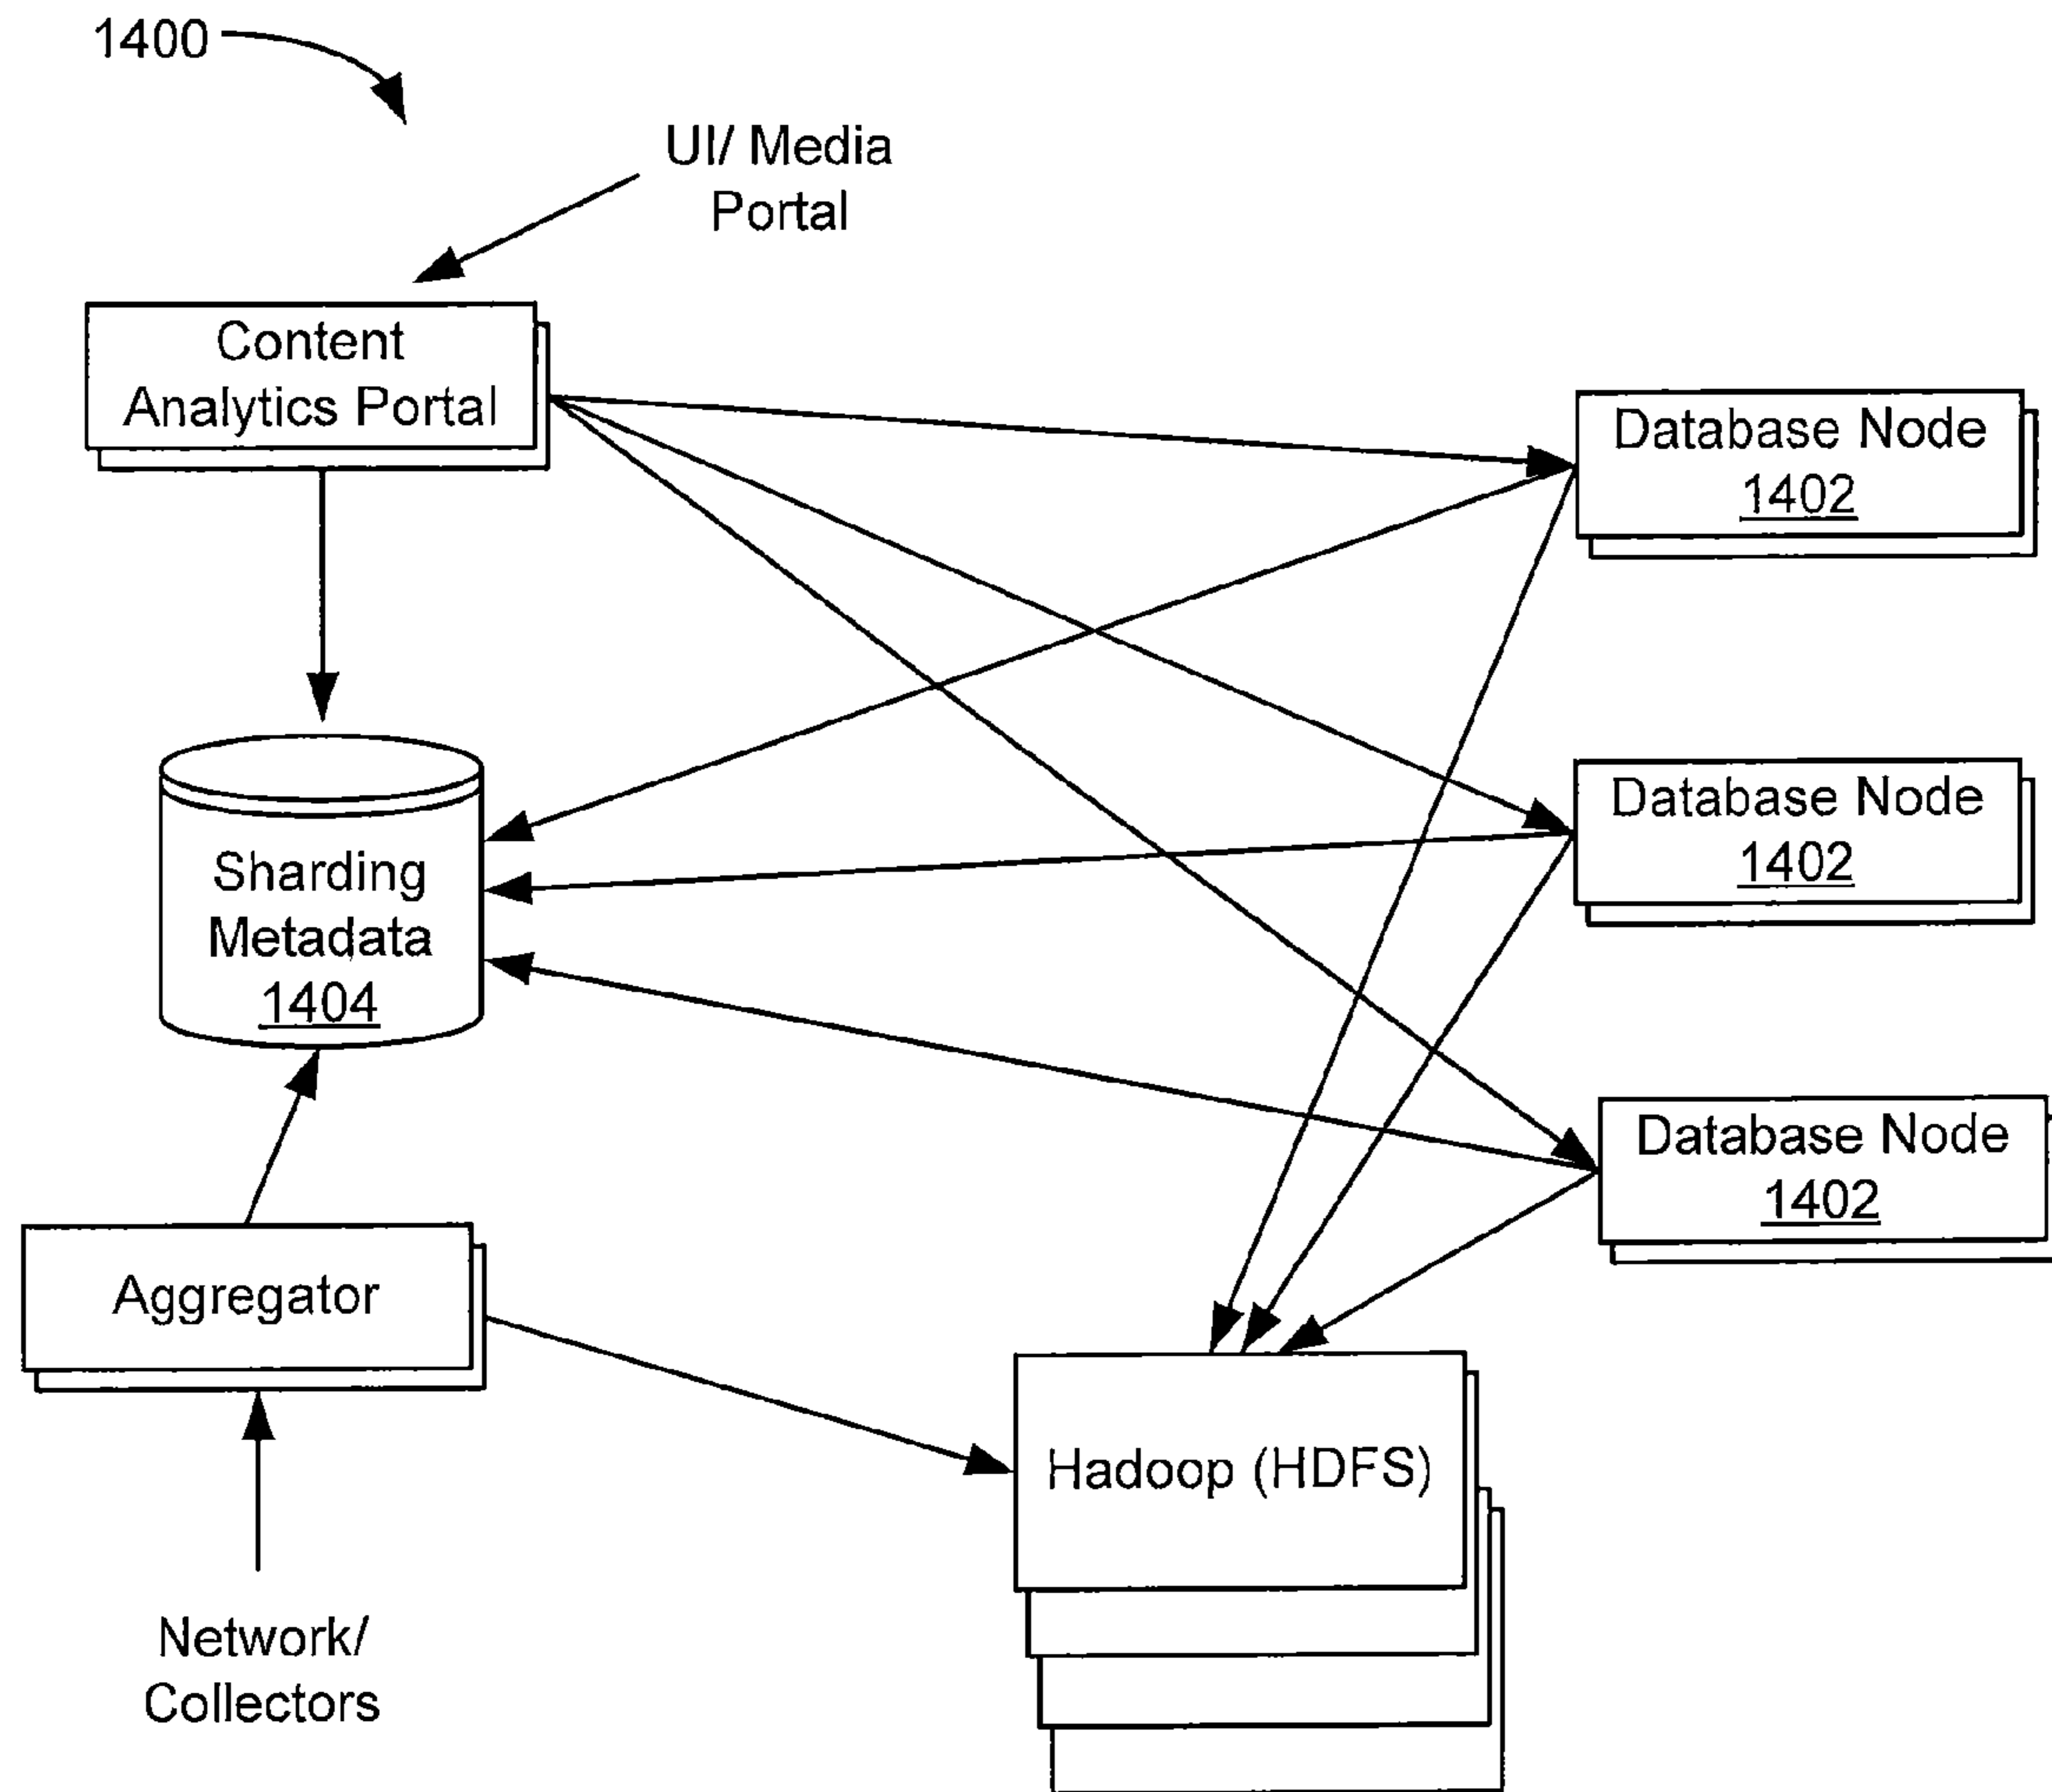 1400
UI/ Media
Portal
Content
Analytics Portal
Database Node
1402
Database Node
1402
Sharding
Metadata
1404
Database Node
1402
Aggregator
Hadoop (HDFS)
Network/
Collectors